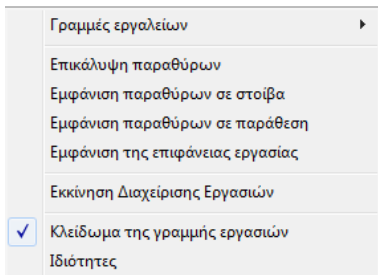 Γραμμές εργαλείων
Επικάλυψη παραθύρων
Εμφάνιση παραθύρων σε στοίβα
Εμφάνιση παραθύρων σε παράθεση
Εμφάνιση της επιφάνειας εργασίας
Εκκίνηση Διαχείρισης Εργασιών
Κλείδωμα της γραμμής εργασιών
Ιδιότητες